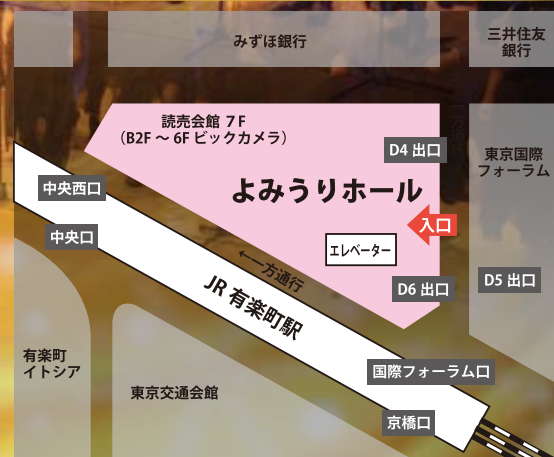 みずほ銀行
三井住友
銀行
読売会館 7F
（B2F ～ 6F ビックカメラ）
D4 出口
東京国際
フォーラム
中央西口
よみうりホール
入口
中央口
エレベーター
←一方通行
D5 出口
D6 出口
JR 有楽町駅
有楽町
イトシア
国際フォーラム口
東京交通会館
京橋口